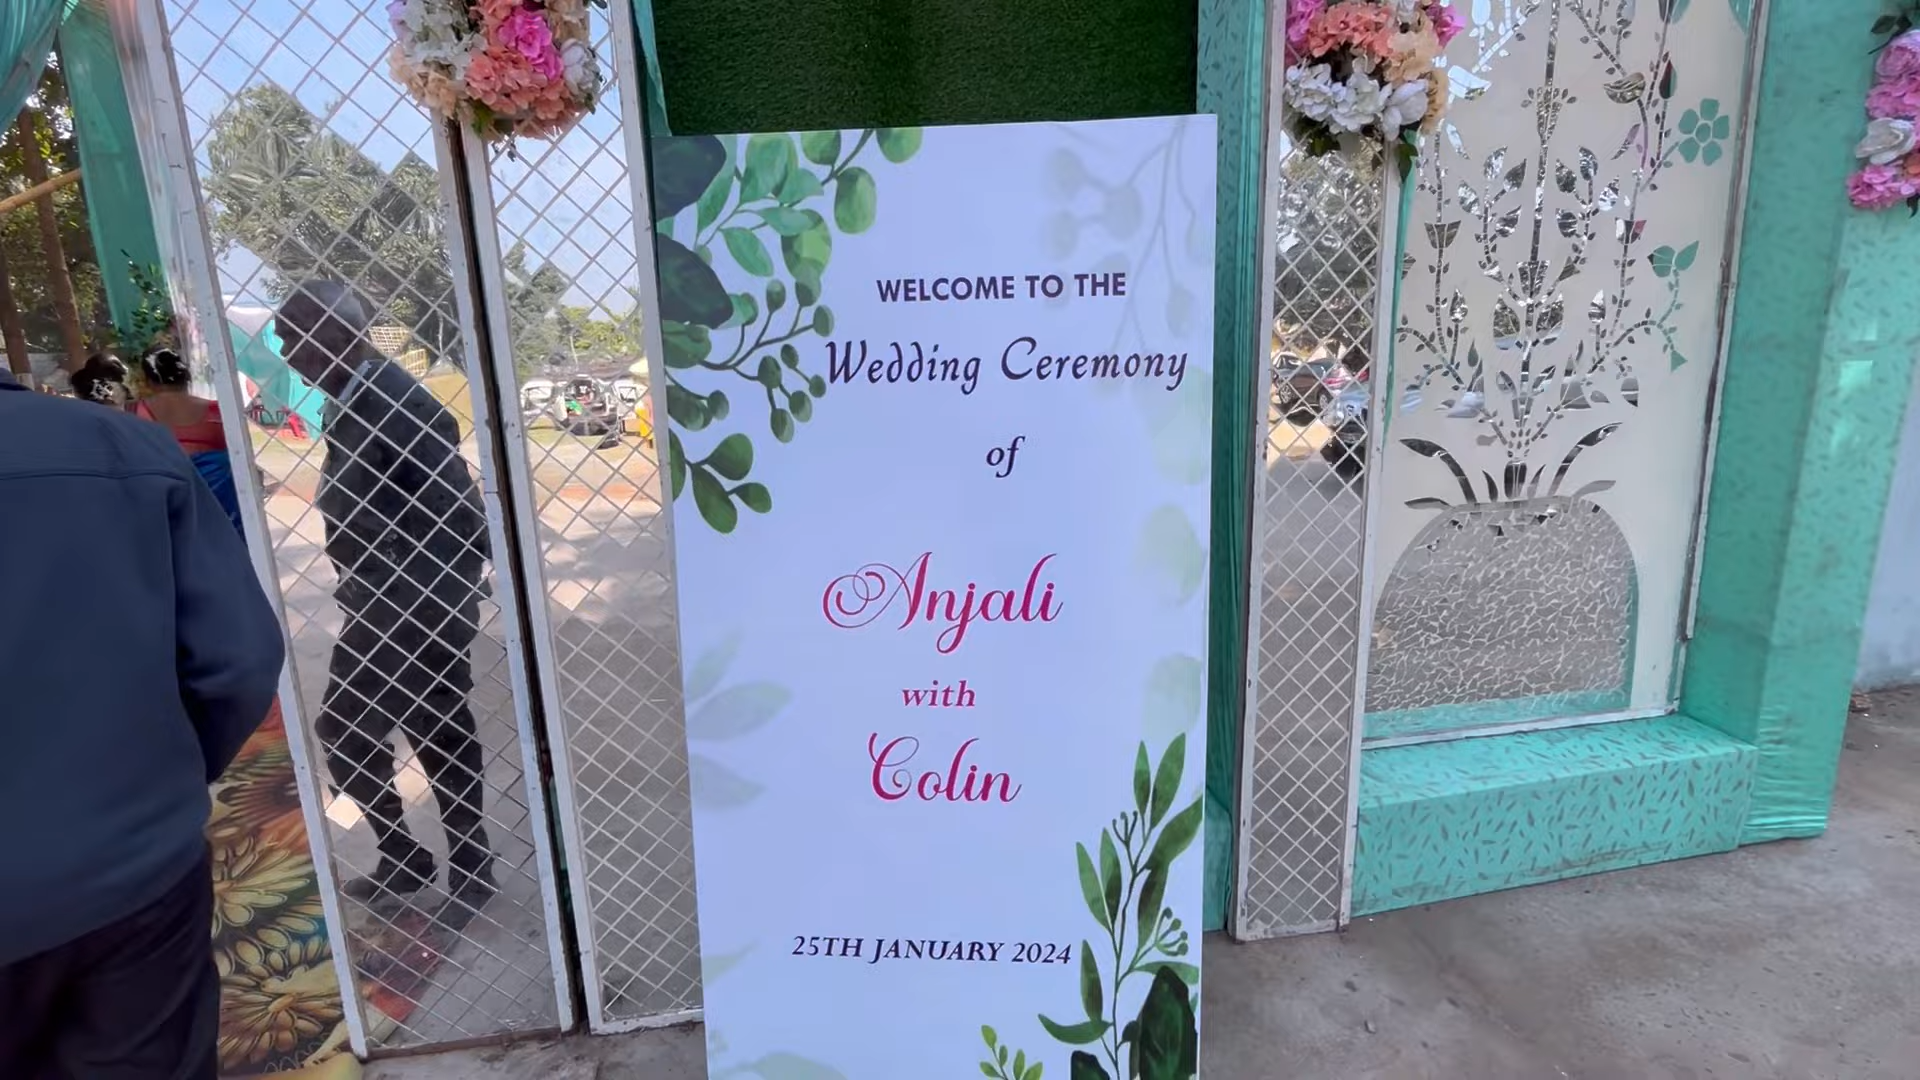 WELCOME TO THE
Wedding Ceremony
of
Anjali
with
Colin
25TH JANUARY 2024